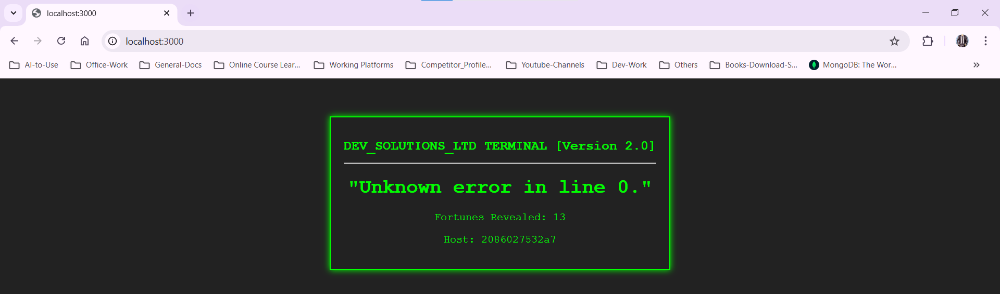 localhost:3000
localhost:3000
AI-to-Use Office-Work General-Docs Online Course Lear... Working Platforms Competitor_Profile... Youtube-Channels Dev-Work Others Books-Download-S... MongoDB: The Wor...
DEV_SOLUTIONS_LTD TERMINAL [Version 2.0]
"Unknown error in line 0."
Fortunes Revealed: 13
Host: 2086027532a7